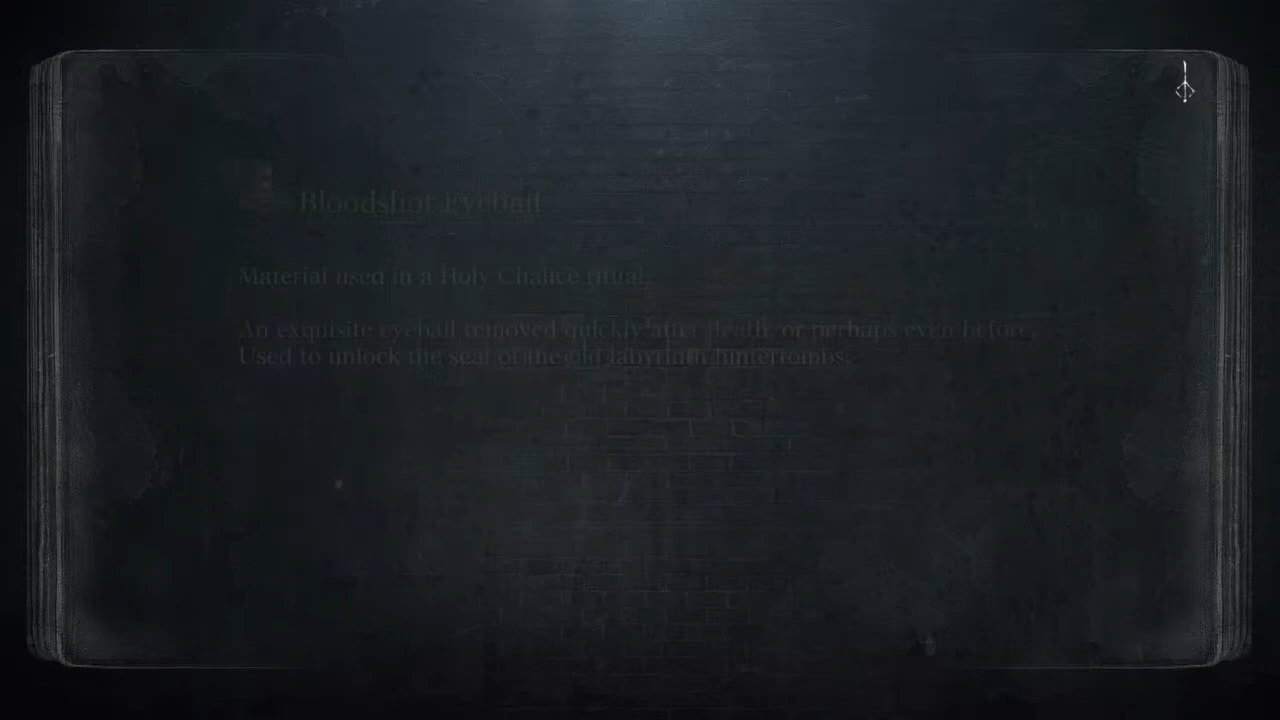 Bloodshot Eyeball
Material used in a Holy Chalice ritual.
An exquisite eyeball removed quickly after death, or perhaps even before.
Used to unlock the seal of the old labyrinth hintertombs.